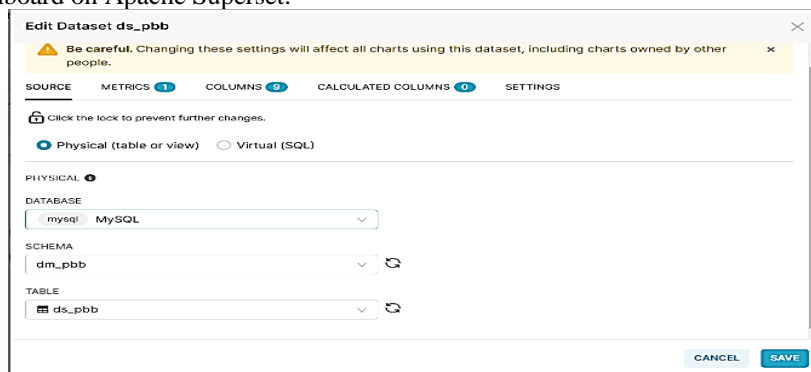 board on Apache Superset.
Edit Dataset ds_pbb
Be careful. Changing these settings will affect all charts using this dataset, including charts owned by other
people.
SOURCE METRICS 1 COLUMNS 9 CALCULATED COLUMNS 0 SETTINGS
Click the lock to prevent further changes.
Physical (table or view) Virtual (SQL)
PHYSICAL
DATABASE
mysql MySQL
SCHEMA
dm_pbb
TABLE
ds_pbb
CANCEL SAVE